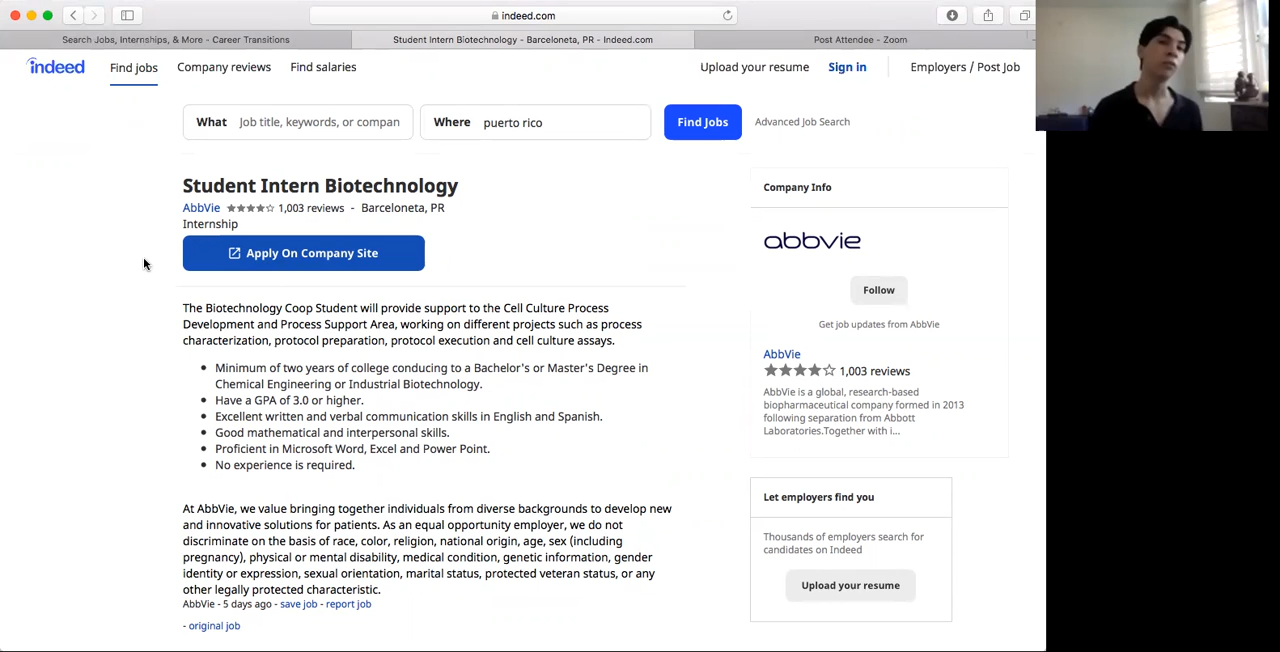 indeed.com
Search Jobs, Internships, & More - Career Transitions
Student Intern Biotechnology - Barceloneta, PR - Indeed.com
Post Attendee - Zoom
indeed
Find jobs
Company reviews
Find salaries
Upload your resume
Sign in
Employers / Post Job
What Job title, keywords, or compan
Where puerto rico
Find Jobs
Advanced Job Search
Student Intern Biotechnology
AbbVie 1,003 reviews - Barceloneta, PR
Internship
Apply On Company Site
The Biotechnology Coop Student will provide support to the Cell Culture Process
Development and Process Support Area, working on different projects such as process
characterization, protocol preparation, protocol execution and cell culture assays.
• Minimum of two years of college conducing to a Bachelor's or Master's Degree in
Chemical Engineering or Industrial Biotechnology.
• Have a GPA of 3.0 or higher.
• Excellent written and verbal communication skills in English and Spanish.
• Good mathematical and interpersonal skills.
• Proficient in Microsoft Word, Excel and Power Point.
• No experience is required.
At AbbVie, we value bringing together individuals from diverse backgrounds to develop new
and innovative solutions for patients. As an equal opportunity employer, we do not
discriminate on the basis of race, color, religion, national origin, age, sex (including
pregnancy), physical or mental disability, medical condition, genetic information, gender
identity or expression, sexual orientation, marital status, protected veteran status, or any
other legally protected characteristic.
AbbVie - 5 days ago - save job - report job
- original job
Company Info
abbvie
Follow
Get job updates from AbbVie
AbbVie
1,003 reviews
AbbVie is a global, research-based
biopharmaceutical company formed in 2013
following separation from Abbott
Laboratories.Together with i...
Let employers find you
Thousands of employers search for
candidates on Indeed
Upload your resume